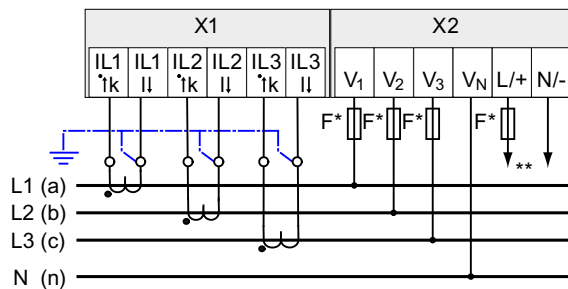 X1 X2
IL1 IL1 IL2 IL2 IL3 IL3 V1 V2 V3 VN L/+ N/-
k l k l k l
F* F* F* F*
**
L1 (a)
L2 (b)
L3 (c)
N (n)